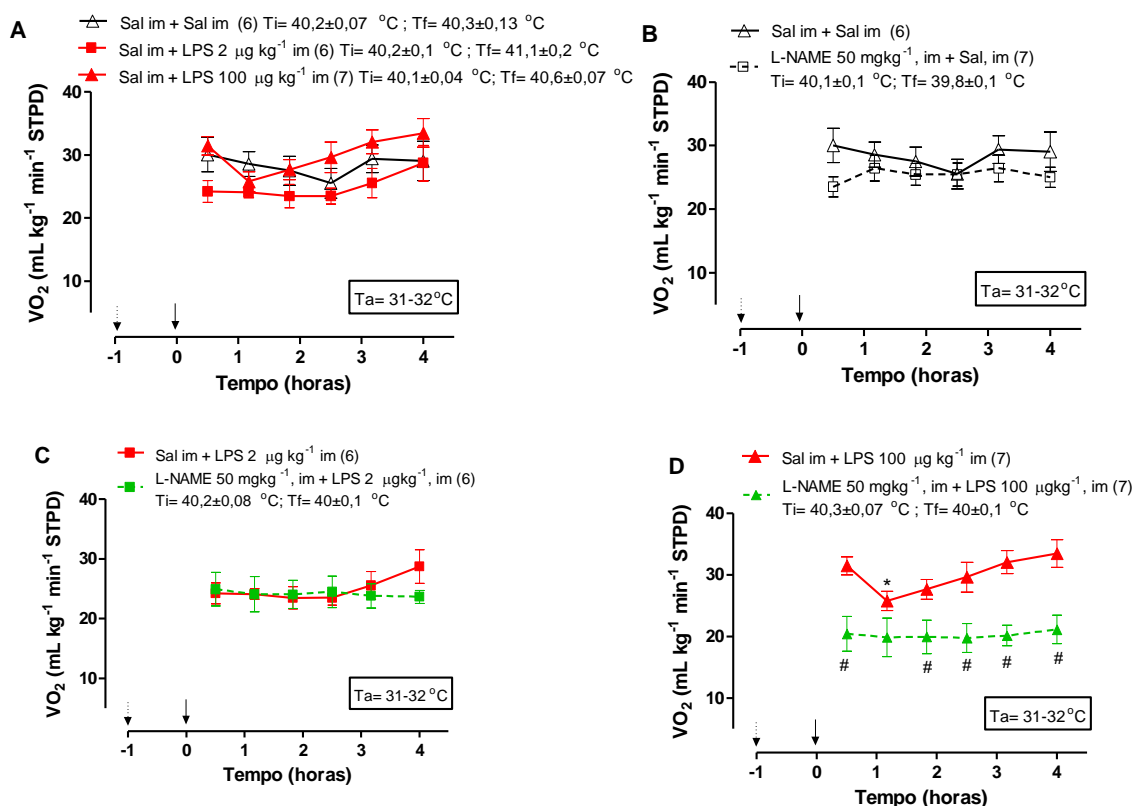 A
Sal im + Sal im (6) Ti= 40,2±0,07 °C ; Tf= 40,3±0,13 °C
Sal im + LPS 2 µg kg⁻¹ im (6) Ti= 40,2±0,1 °C ; Tf= 41,1±0,2 °C
Sal im + LPS 100 µg kg⁻¹ im (7) Ti= 40,1±0,04 °C; Tf= 40,6±0,07 °C
VO₂ (mL kg⁻¹ min⁻¹ STPD)
40
30
20
10
Ta= 31-32°C
-1 0 1 2 3 4
Tempo (horas)
B
Sal im + Sal im (6)
L-NAME 50 mgkg⁻¹, im + Sal, im (7)
Ti= 40,1±0,1 °C; Tf= 39,8±0,1 °C
VO₂ (mL kg⁻¹ min⁻¹ STPD)
40
30
20
10
Ta= 31-32°C
-1 0 1 2 3 4
Tempo (horas)
C
Sal im + LPS 2 µg kg⁻¹ im (6)
L-NAME 50 mgkg⁻¹, im + LPS 2 µgkg⁻¹, im (6)
Ti= 40,2±0,08 °C; Tf= 40±0,1 °C
VO₂ (mL kg⁻¹ min⁻¹ STPD)
40
30
20
10
Ta= 31-32°C
-1 0 1 2 3 4
Tempo (horas)
D
Sal im + LPS 100 µg kg⁻¹ im (7)
L-NAME 50 mgkg⁻¹, im + LPS 100 µgkg⁻¹, im (7)
Ti= 40,3±0,07 °C ; Tf= 40±0,1 °C
VO₂ (mL kg⁻¹ min⁻¹ STPD)
40
30
20
10
*
# # # # #
Ta= 31-32°C
-1 0 1 2 3 4
Tempo (horas)